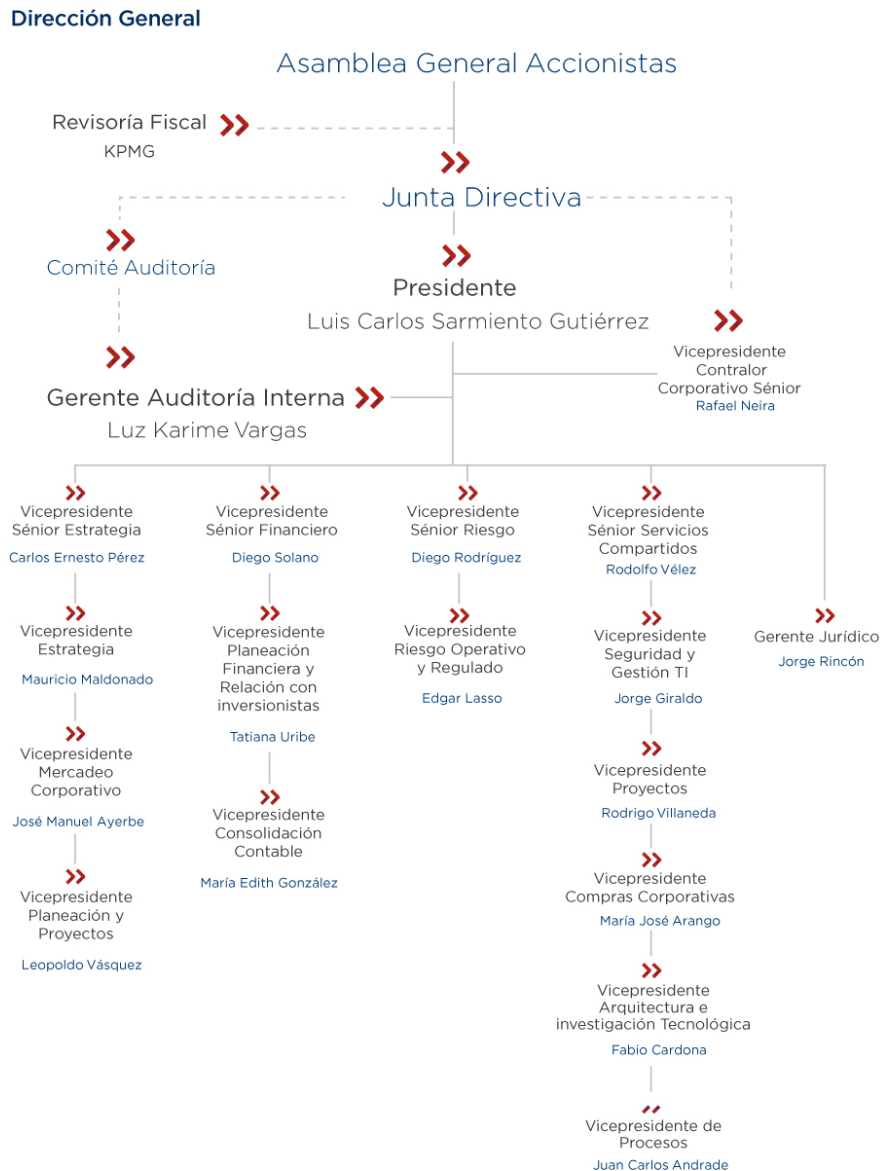 Dirección General
Asamblea General Accionistas
Revisoría Fiscal
KPMG
Junta Directiva
Comité Auditoría
Presidente
Luis Carlos Sarmiento Gutiérrez
Vicepresidente
Contralor
Corporativo Sénior
Rafael Neira
Gerente Auditoría Interna
Luz Karime Vargas
Vicepresidente
Sénior Estrategia
Carlos Ernesto Pérez
Vicepresidente
Estrategia
Mauricio Maldonado
Vicepresidente
Mercadeo
Corporativo
José Manuel Ayerbe
Vicepresidente
Planeación y
Proyectos
Leopoldo Vásquez
Vicepresidente
Sénior Financiero
Diego Solano
Vicepresidente
Planeación
Financiera y
Relación con
inversionistas
Tatiana Uribe
Vicepresidente
Consolidación
Contable
María Edith González
Vicepresidente
Sénior Riesgo
Diego Rodríguez
Vicepresidente
Riesgo Operativo
y Regulado
Edgar Lasso
Vicepresidente
Sénior Servicios
Compartidos
Rodolfo Vélez
Vicepresidente
Seguridad y
Gestión TI
Jorge Giraldo
Vicepresidente
Proyectos
Rodrigo Villaneda
Vicepresidente
Compras Corporativas
María José Arango
Vicepresidente
Arquitectura e
investigación Tecnológica
Fabio Cardona
Vicepresidente de
Procesos
Juan Carlos Andrade
Gerente Jurídico
Jorge Rincón